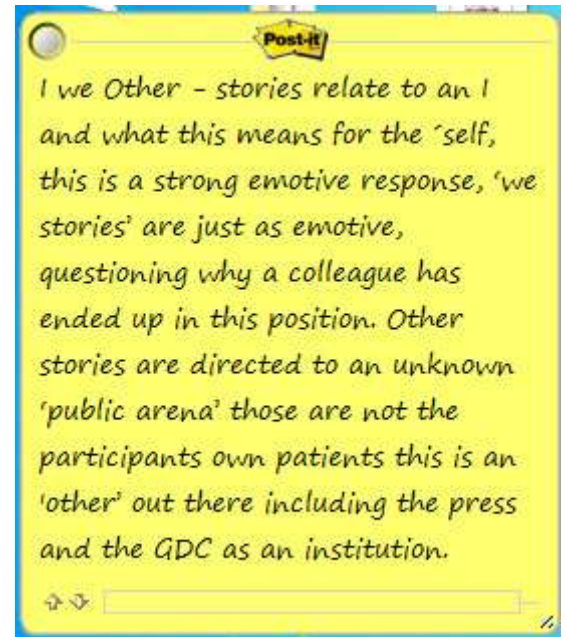 Post-it
I we Other - stories relate to an I
and what this means for the ´self,
this is a strong emotive response, ‘we
stories’ are just as emotive,
questioning why a colleague has
ended up in this position. Other
stories are directed to an unknown
‘public arena’ those are not the
participants own patients this is an
'other’ out there including the press
and the GDC as an institution.